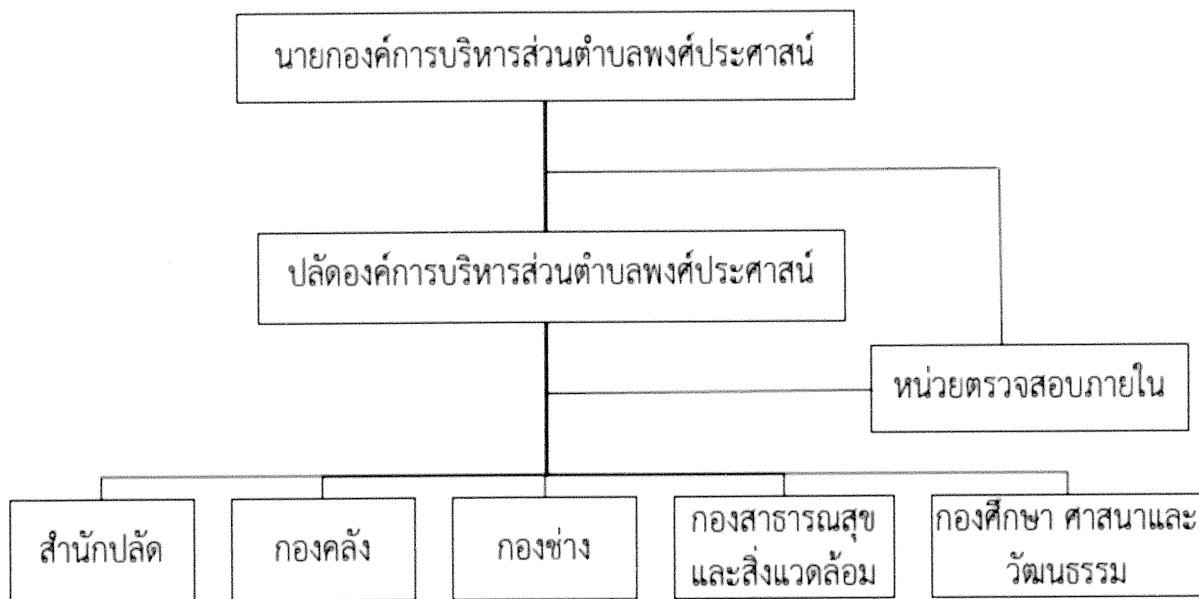 นายกองค์การบริหารส่วนตำบลพงศ์ประศาสน์
ปลัดองค์การบริหารส่วนตำบลพงศ์ประศาสน์
หน่วยตรวจสอบภายใน
สำนักปลัด
กองคลัง
กองช่าง
กองสาธารณสุข
และสิ่งแวดล้อม
กองศึกษา ศาสนาและ
วัฒนธรรม